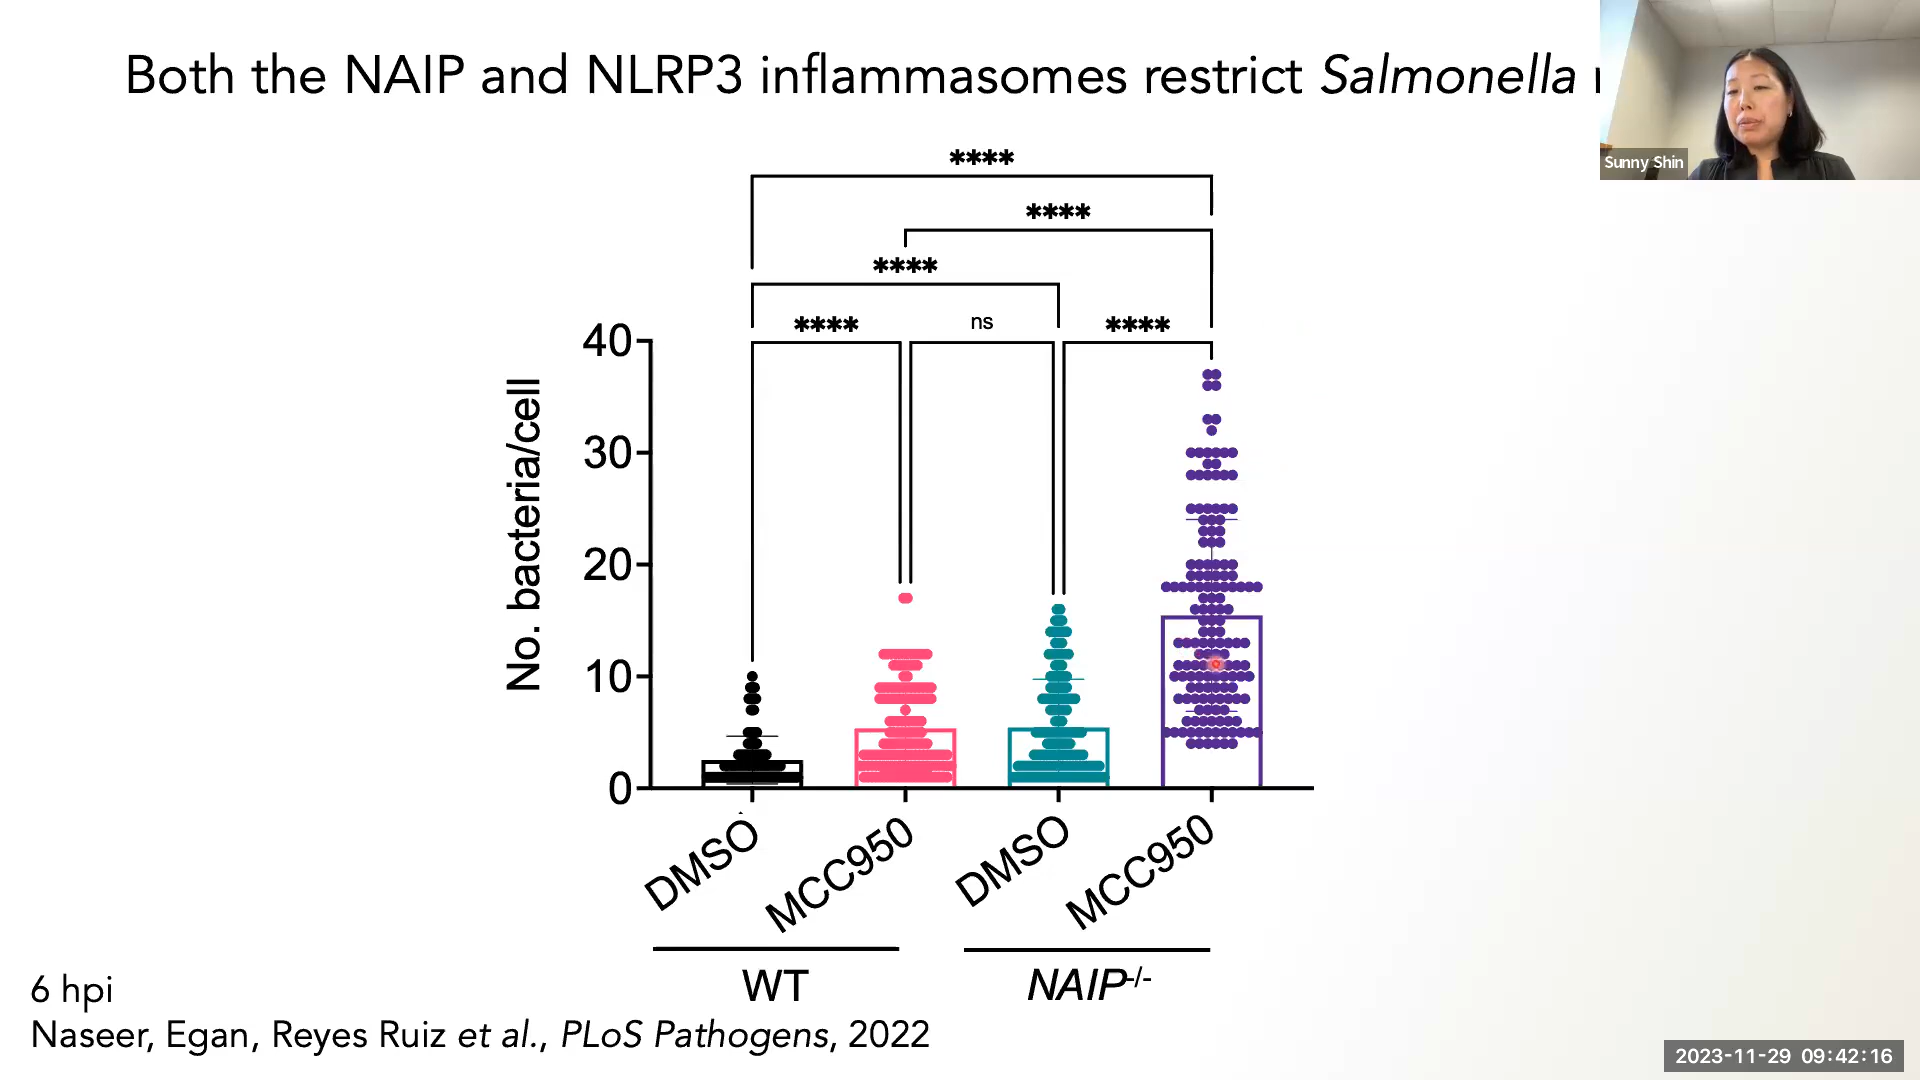 Both the NAIP and NLRP3 inflammasomes restrict Salmonella
Sunny Shin
****
****
****
**** ns ****
No. bacteria/cell
40
30
20
10
0
DMSO MCC950 DMSO MCC950
WT NAIP-/-
6 hpi
Naseer, Egan, Reyes Ruiz et al., PLoS Pathogens, 2022
2023-11-29 09:42:16